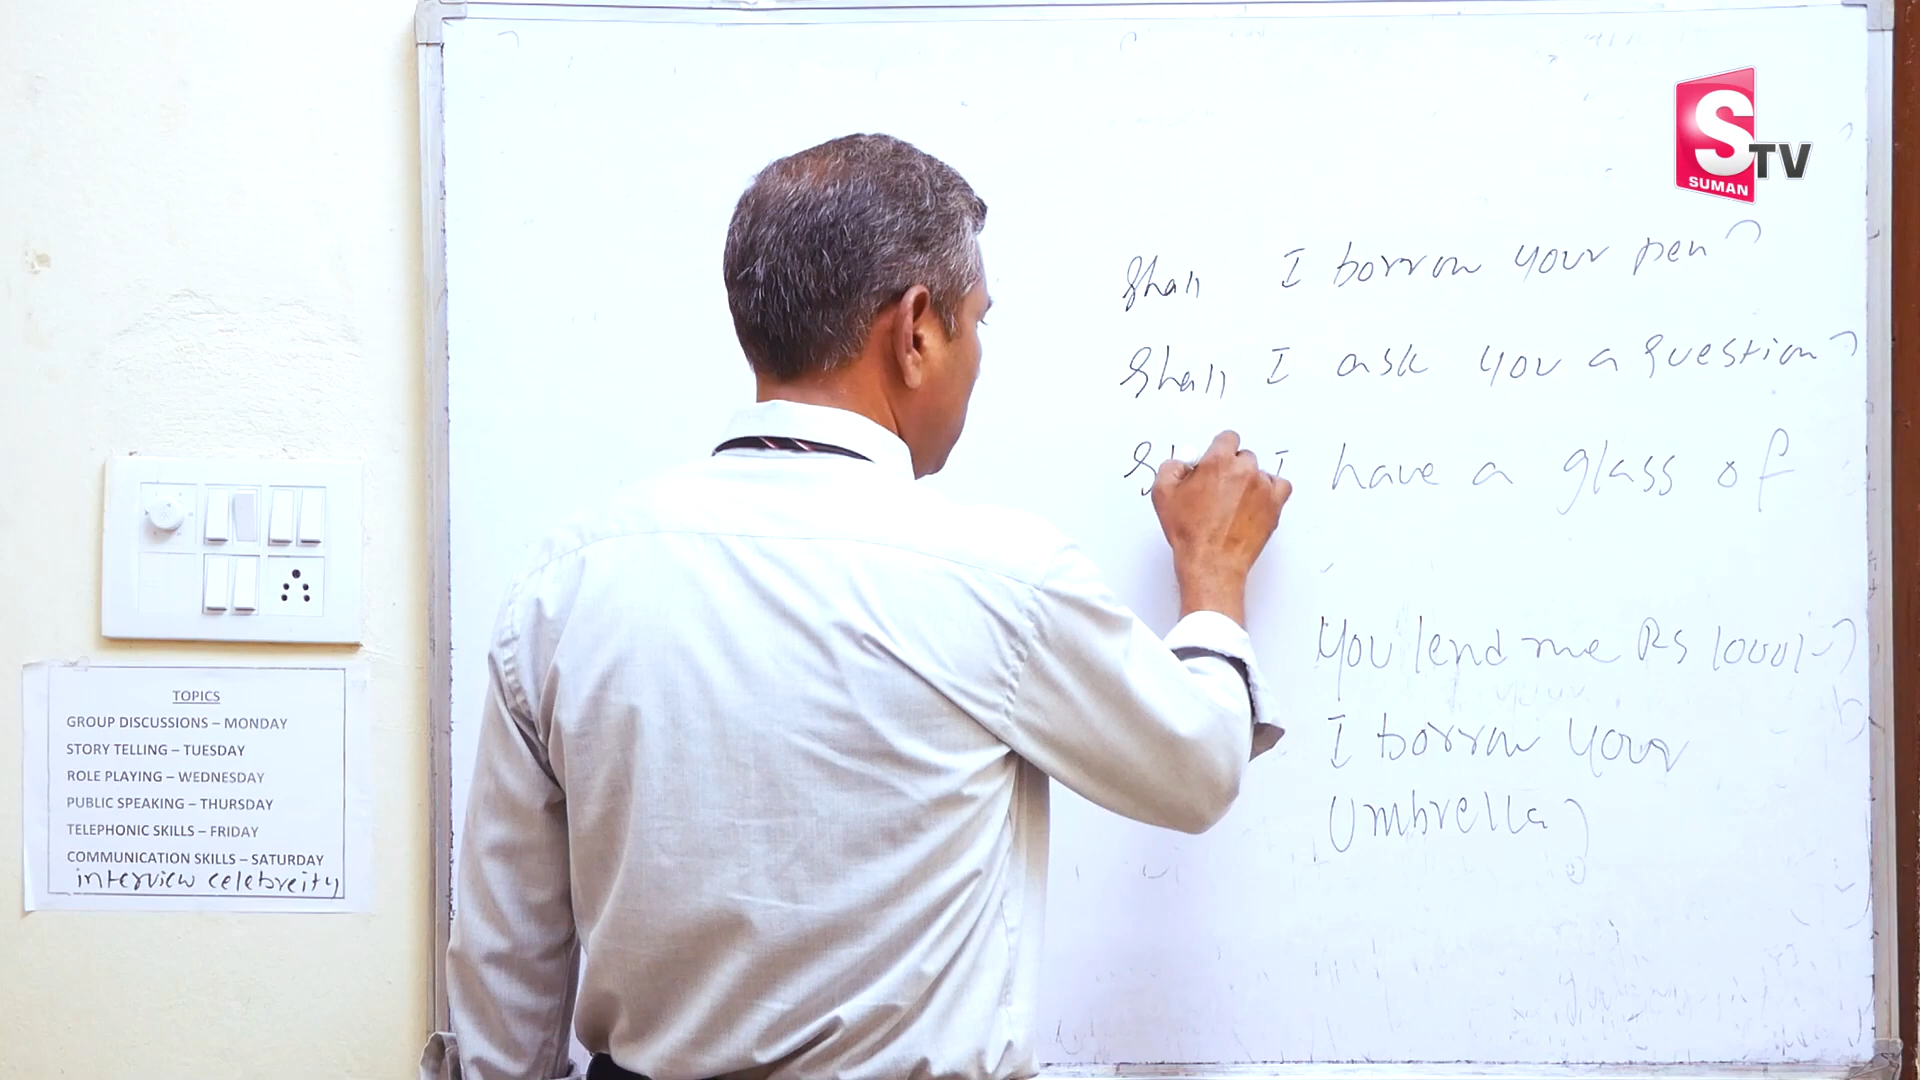 S TV
SUMAN
Shall I borrow your pen?
Shall I ask you a question?
I have a glass of
You lend me Rs 1000/-?
I borrow your
Umbrella?
TOPICS
GROUP DISCUSSIONS – MONDAY
STORY TELLING – TUESDAY
ROLE PLAYING – WEDNESDAY
PUBLIC SPEAKING – THURSDAY
TELEPHONIC SKILLS – FRIDAY
COMMUNICATION SKILLS – SATURDAY
interview celebreity